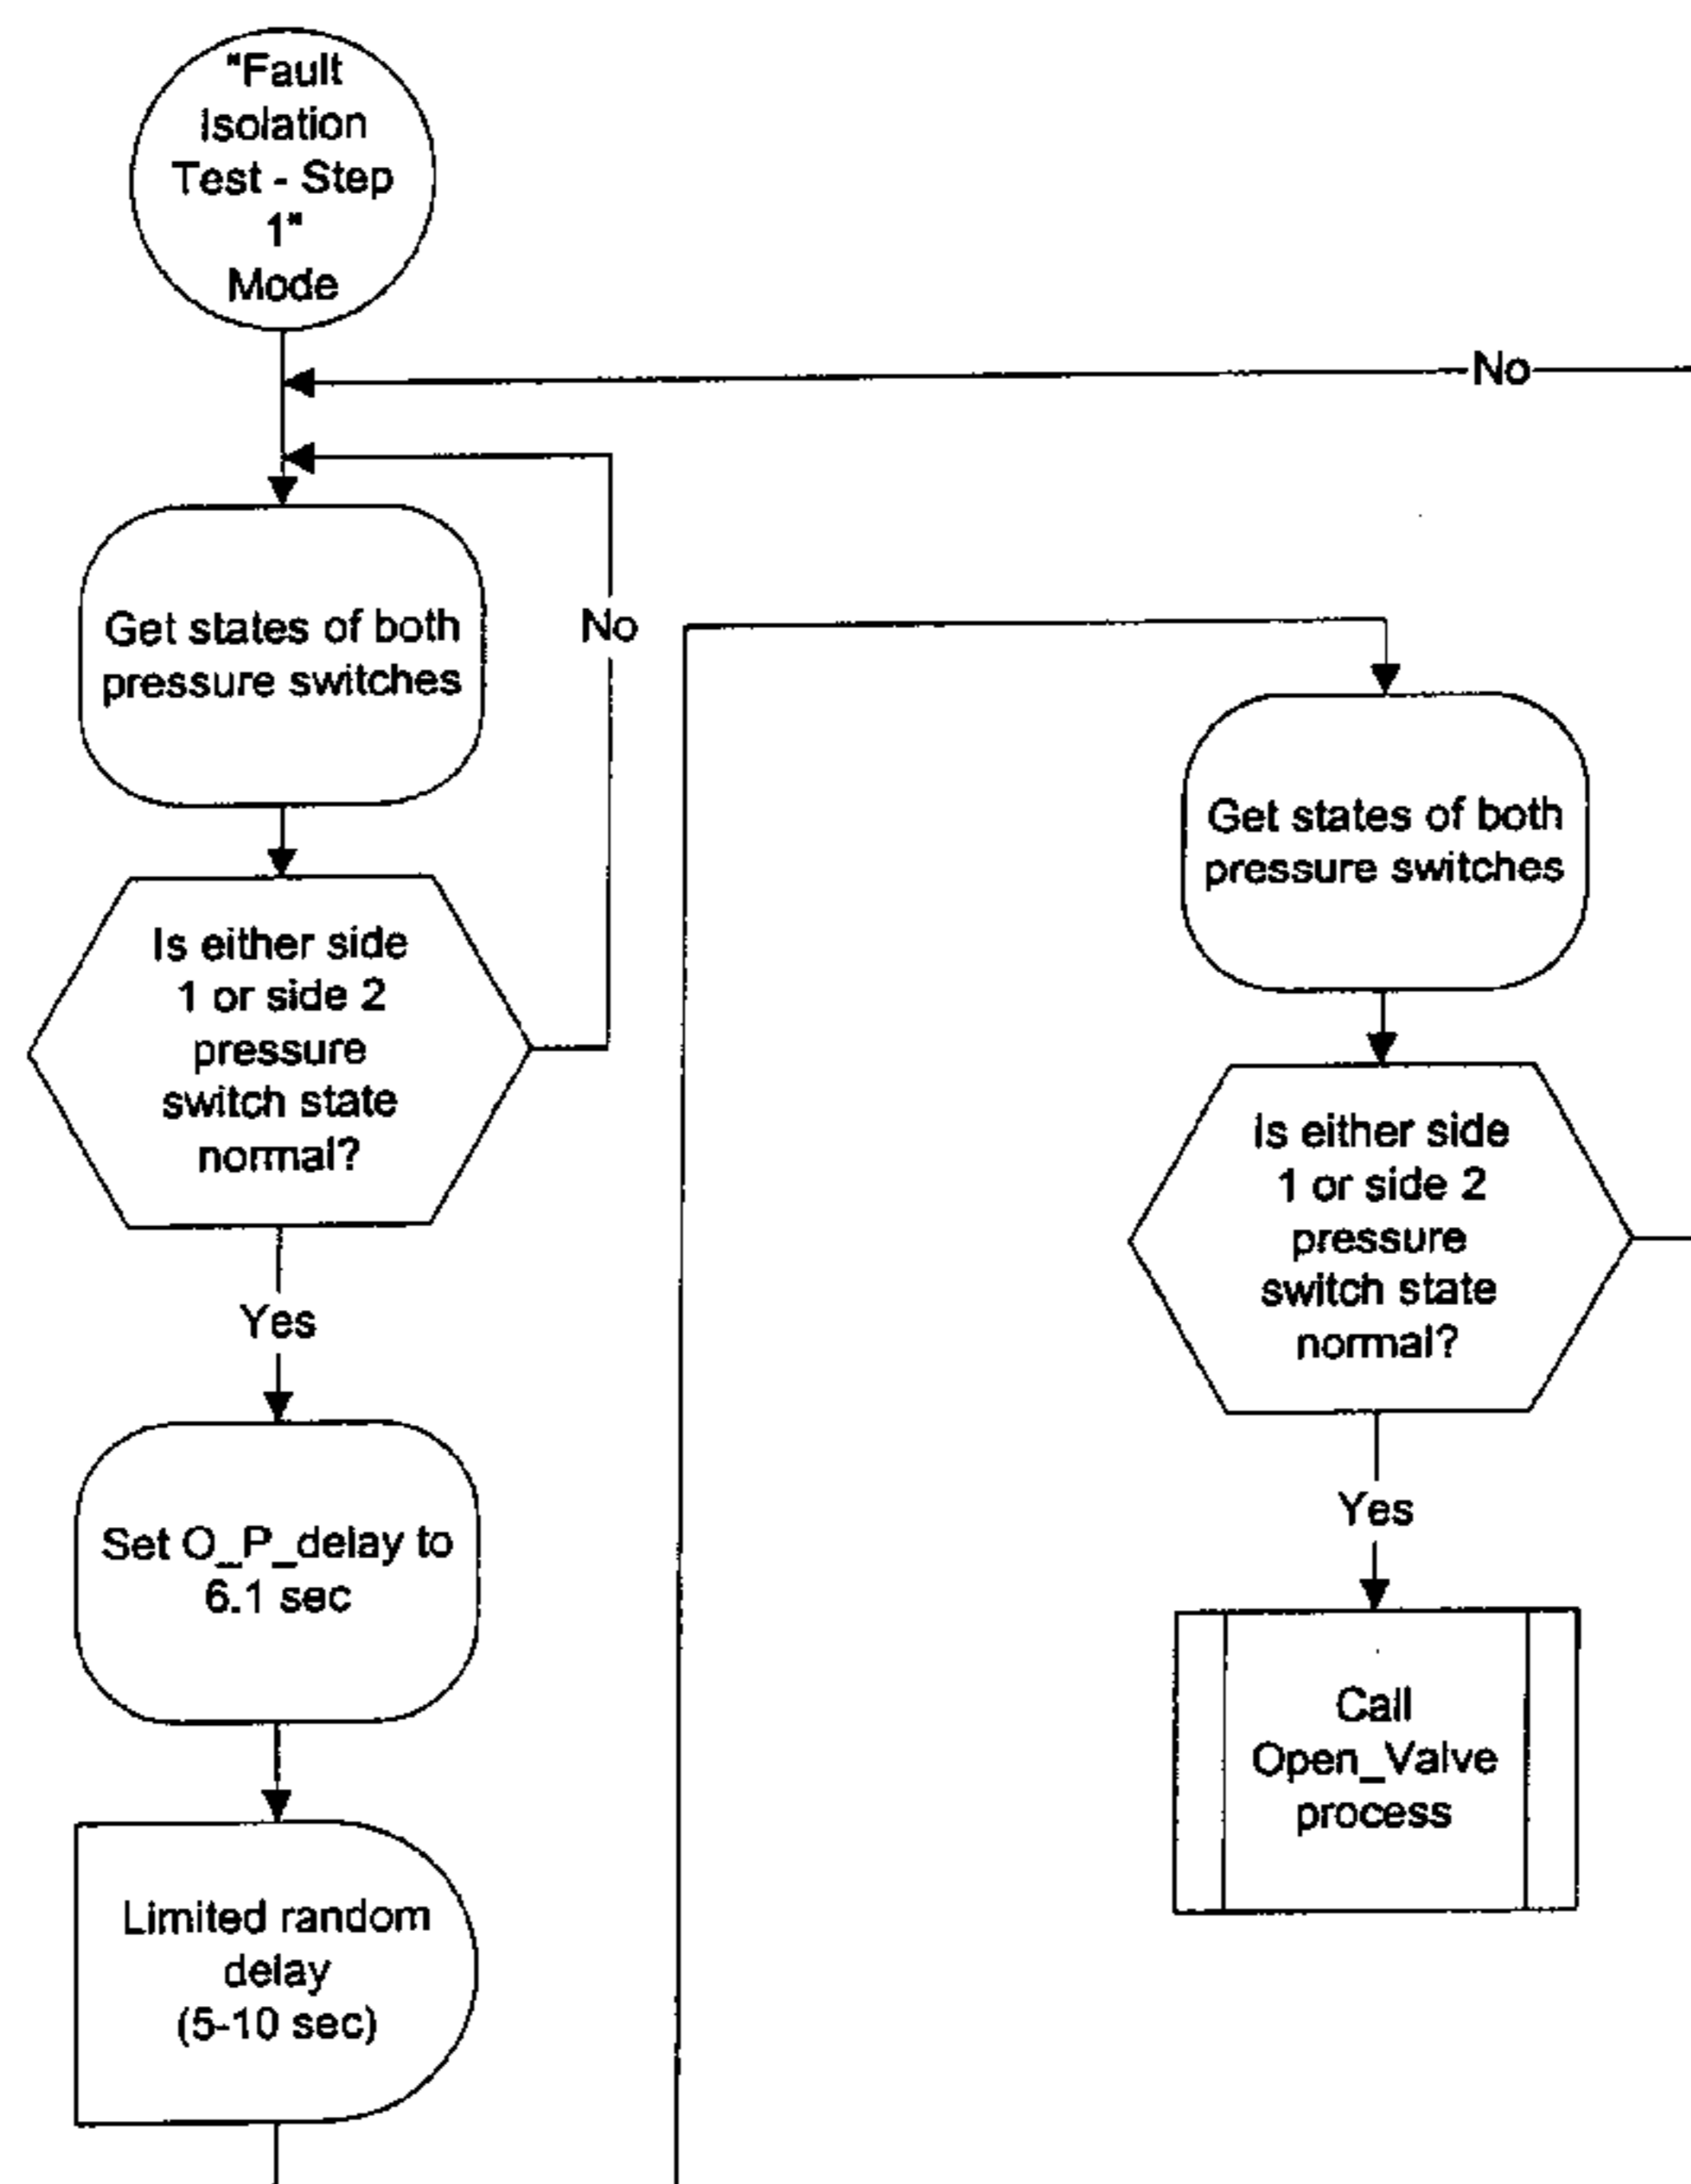 "Fault
Isolation
Test - Step
1"
Mode
No
Get states of both
pressure switches
No
Is either side
1 or side 2
pressure
switch state
normal?
Yes
Set O_P_delay to
6.1 sec
Limited random
delay
(5-10 sec)
Get states of both
pressure switches
Is either side
1 or side 2
pressure
switch state
normal?
Yes
Call
Open_Valve
process